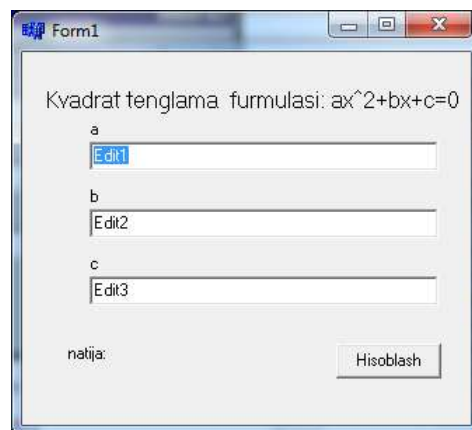 Form1
Kvadrat tenglama furmulasi: ax^2+bx+c=0
a
Edit1
b
Edit2
c
Edit3
natija:
Hisoblash